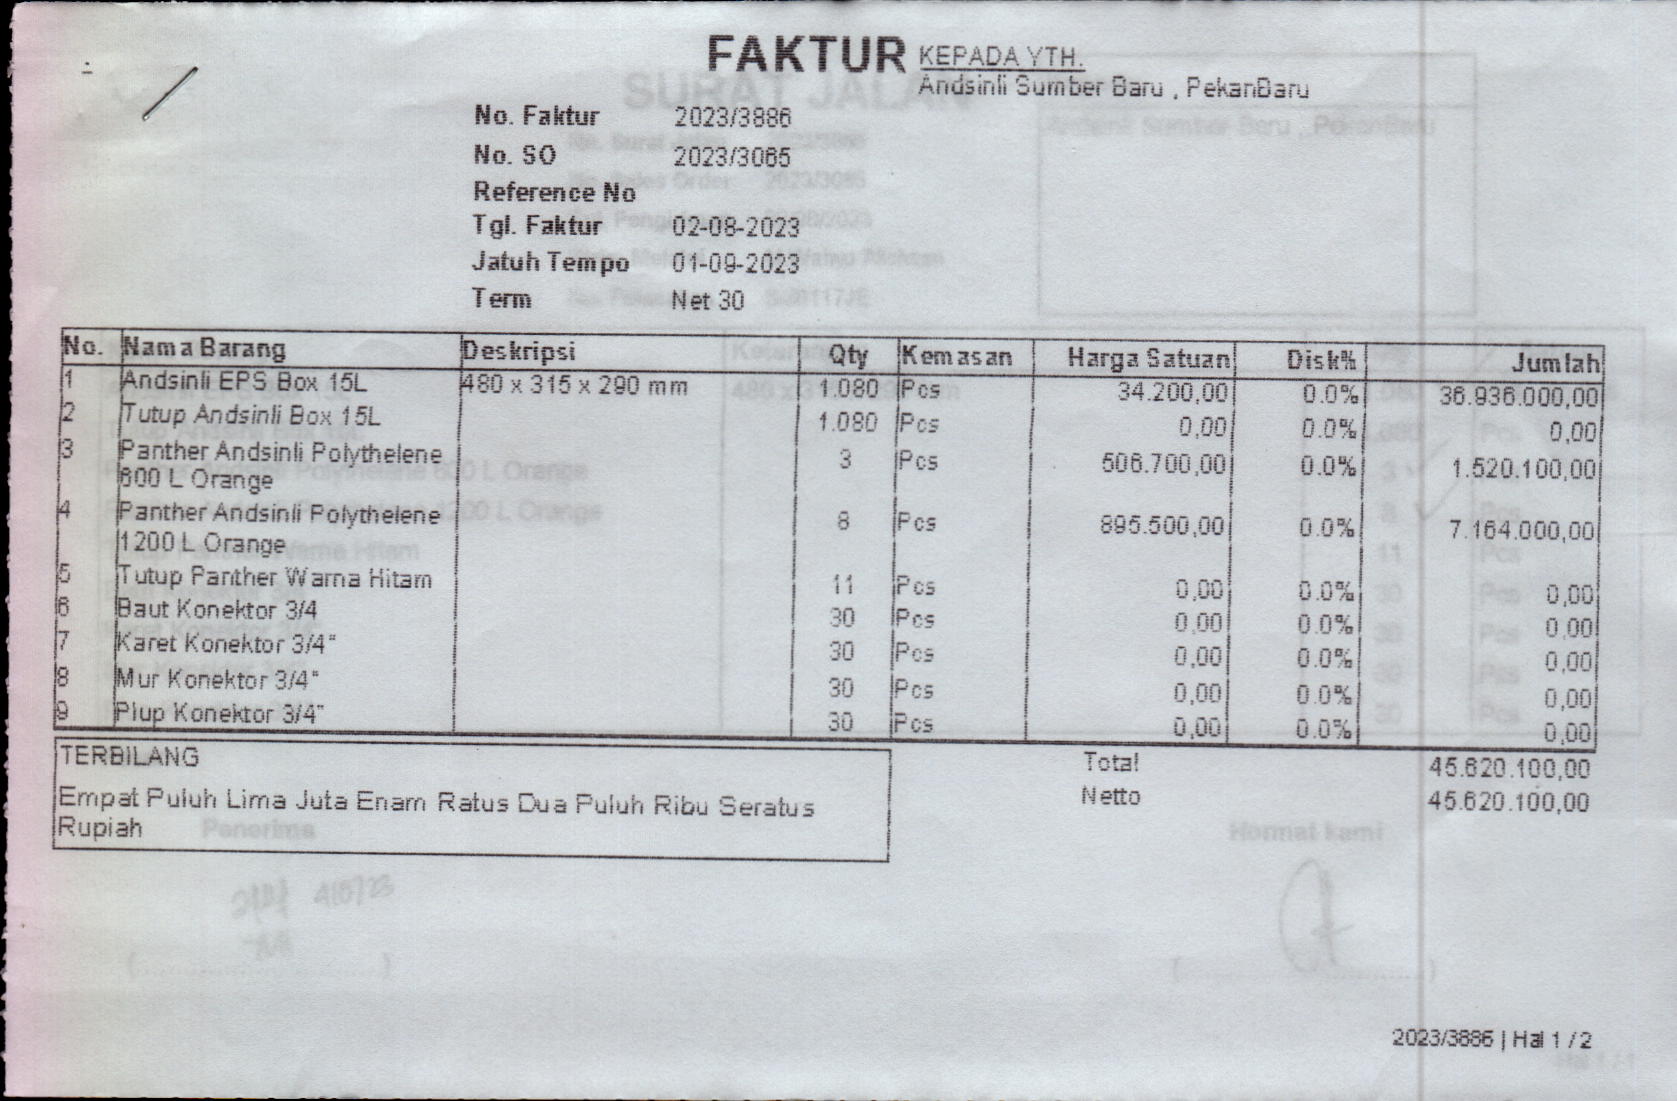 FAKTUR
KEPADA YTH.
Andsinli Sumber Baru , PekanBaru
No. Faktur 2023/3886
No. SO 2023/3085
Reference No
Tgl. Faktur 02-08-2023
Jatuh Tempo 01-09-2023
Term Net 30
No. Nama Barang Deskripsi Qty Kemasan Harga Satuan Disk% Jumlah
1 Andsinli EPS Box 15L 480 x 315 x 290 mm 1.080 Pcs 34.200,00 0.0% 36.936.000,00
2 Tutup Andsinli Box 15L 1.080 Pcs 0,00 0.0% 0,00
3 Panther Andsinli Polythelene 3 Pcs 506.700,00 0.0% 1.520.100,00
600 L Orange
4 Panther Andsinli Polythelene 8 Pcs 895.500,00 0.0% 7.164.000,00
1200 L Orange
5 Tutup Panther Warna Hitam 11 Pcs 0,00 0.0% 0,00
6 Baut Konektor 3/4 30 Pcs 0,00 0.0% 0,00
7 Karet Konektor 3/4" 30 Pcs 0,00 0.0% 0,00
8 Mur Konektor 3/4" 30 Pcs 0,00 0.0% 0,00
9 Plup Konektor 3/4" 30 Pcs 0,00 0.0% 0,00
TERBILANG
Empat Puluh Lima Juta Enam Ratus Dua Puluh Ribu Seratus
Rupiah
Total 45.620.100,00
Netto 45.620.100,00
Penerima
Hormat kami
2023/3886 | Hal 1 / 2